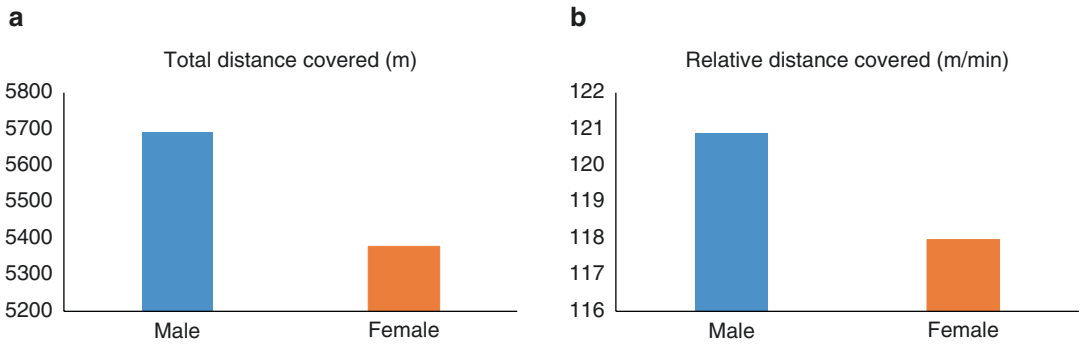 a
Total distance covered (m)
5800
5700
5600
5500
5400
5300
5200
Male Female
b
Relative distance covered (m/min)
122
121
120
119
118
117
116
Male Female